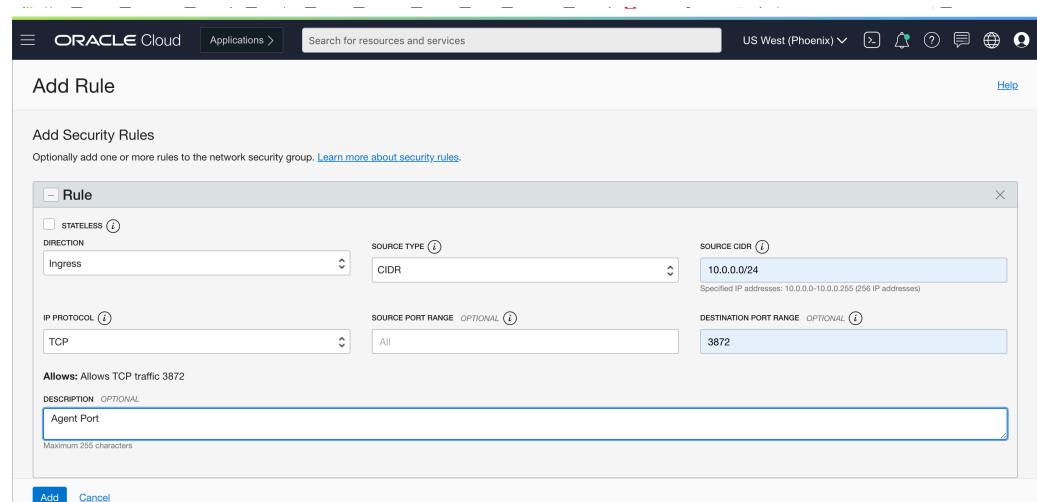 ORACLE Cloud
Applications >
Search for resources and services
US West (Phoenix)
Add Rule
Help
Add Security Rules
Optionally add one or more rules to the network security group. Learn more about security rules.
Rule
STATELESS
DIRECTION
Ingress
SOURCE TYPE
CIDR
SOURCE CIDR
10.0.0.0/24
Specified IP addresses: 10.0.0.0-10.0.0.255 (256 IP addresses)
IP PROTOCOL
TCP
SOURCE PORT RANGE OPTIONAL
All
DESTINATION PORT RANGE OPTIONAL
3872
Allows: Allows TCP traffic 3872
DESCRIPTION OPTIONAL
Agent Port
Maximum 255 characters
Add
Cancel